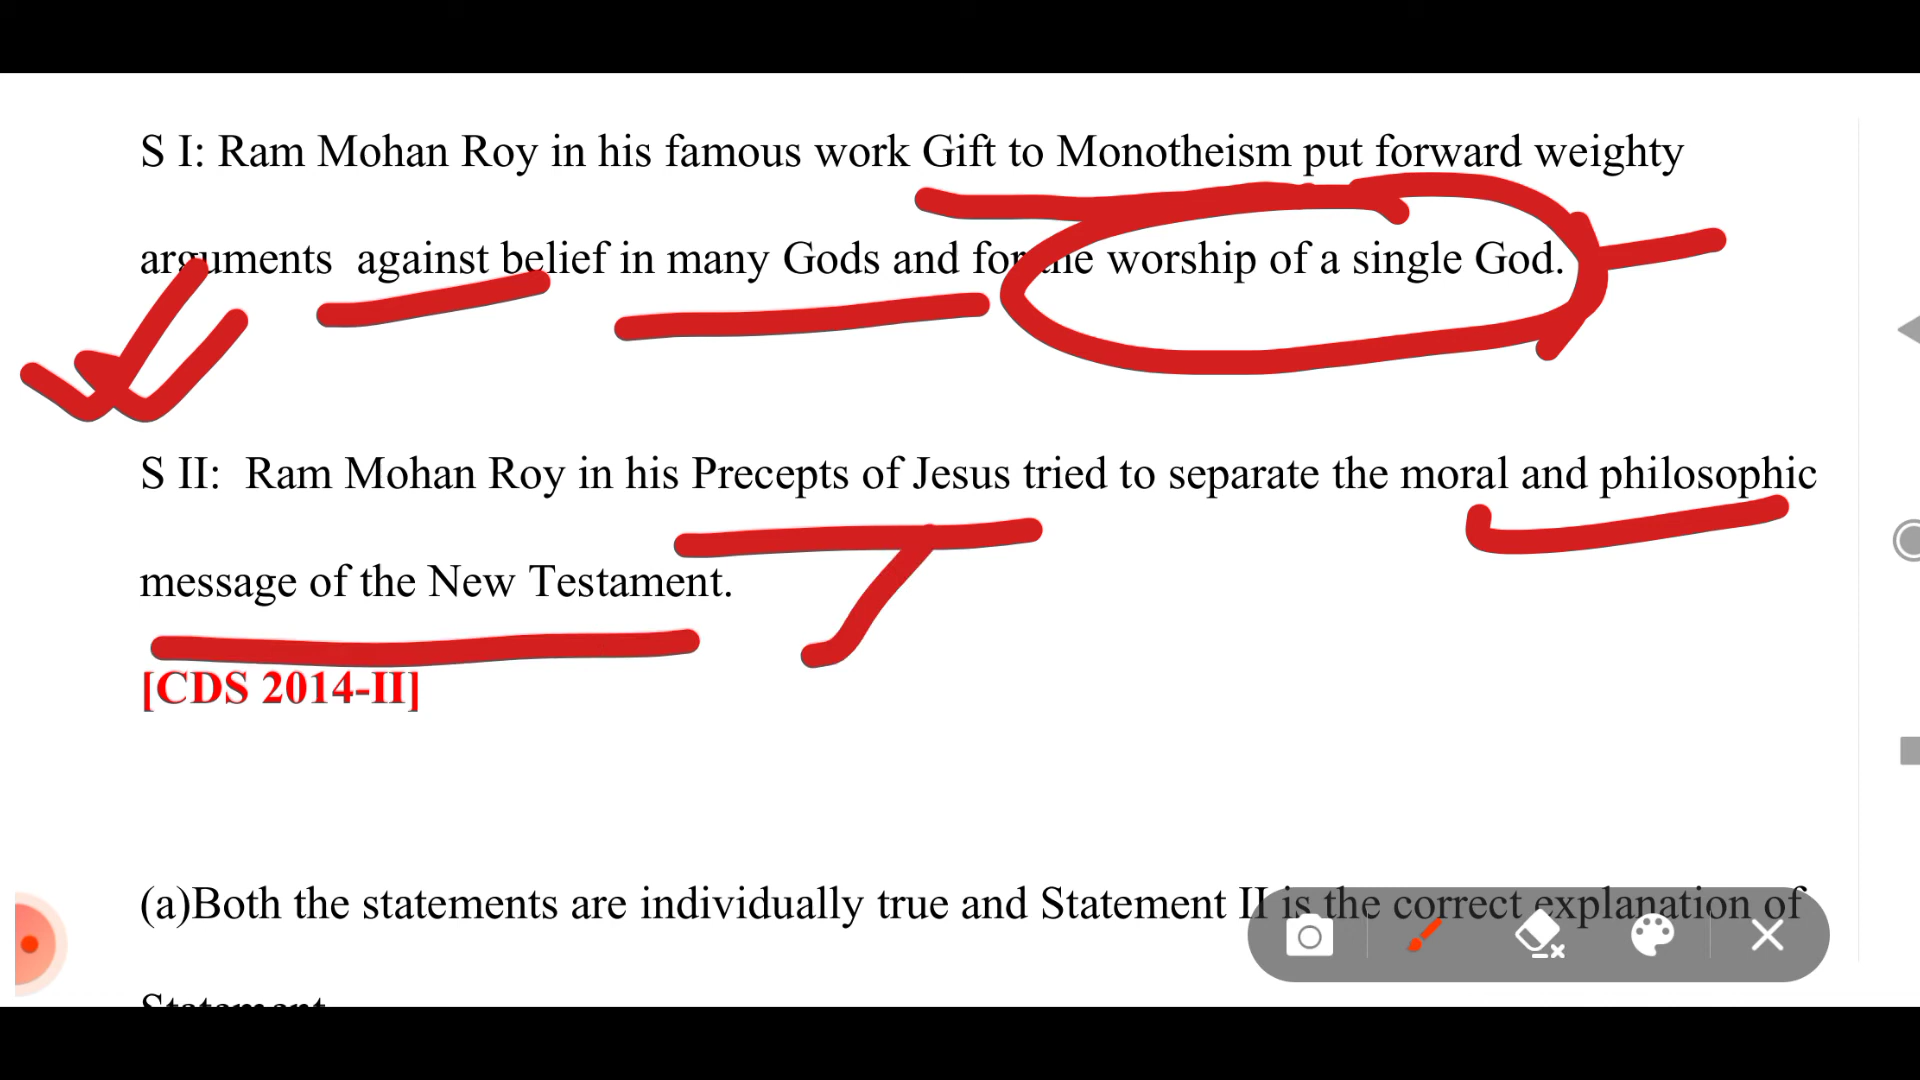 S I: Ram Mohan Roy in his famous work Gift to Monotheism put forward weighty
arguments against belief in many Gods and for the worship of a single God.
S II: Ram Mohan Roy in his Precepts of Jesus tried to separate the moral and philosophic
message of the New Testament.
[CDS 2014-II]
(a)Both the statements are individually true and Statement II is the correct explanation of
Statement